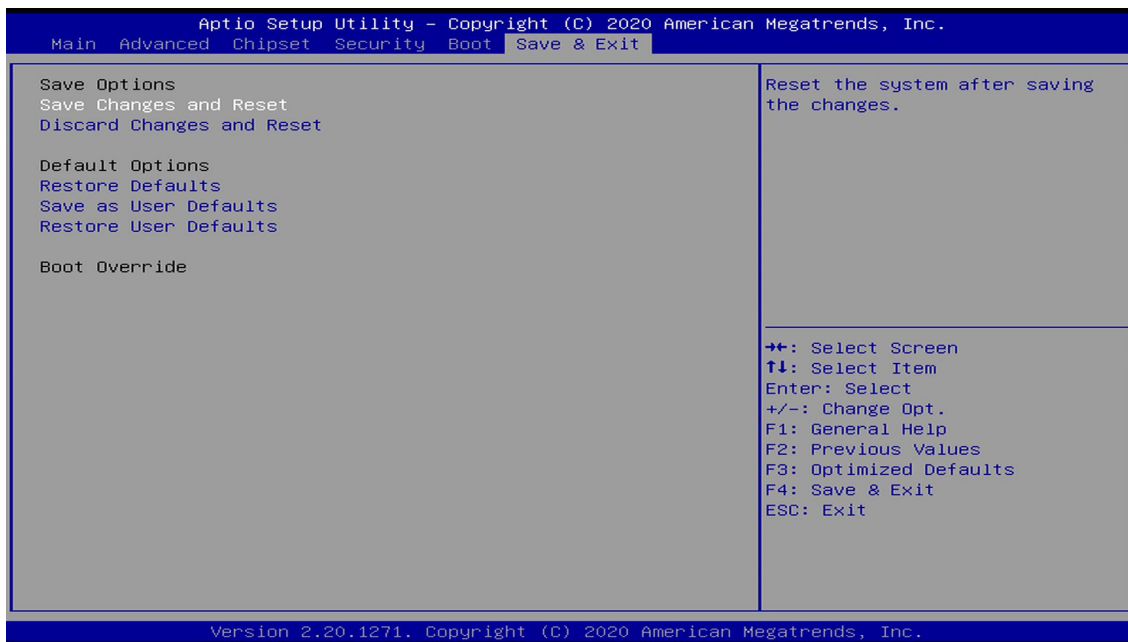 Aptio Setup Utility – Copyright (C) 2020 American Megatrends, Inc.
Main Advanced Chipset Security Boot Save & Exit
Save Options
Save Changes and Reset
Discard Changes and Reset
Default Options
Restore Defaults
Save as User Defaults
Restore User Defaults
Boot Override
Reset the system after saving
the changes.
→←: Select Screen
↑↓: Select Item
Enter: Select
+/-: Change Opt.
F1: General Help
F2: Previous Values
F3: Optimized Defaults
F4: Save & Exit
ESC: Exit
Version 2.20.1271. Copyright (C) 2020 American Megatrends, Inc.